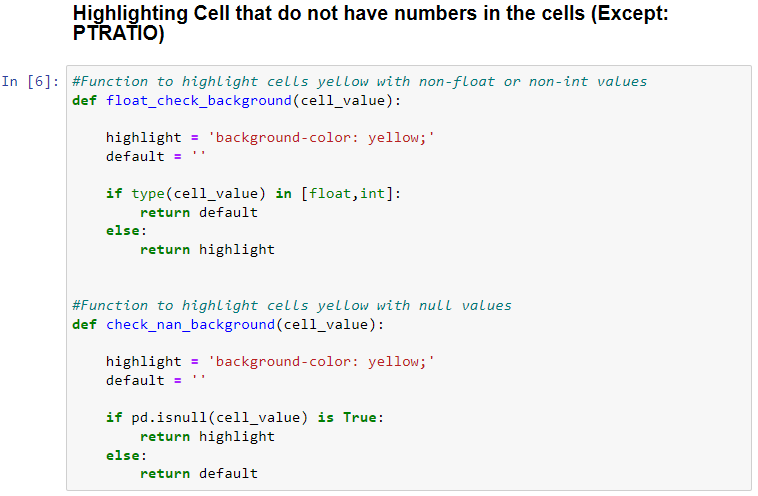 Highlighting Cell that do not have numbers in the cells (Except:
PTRATIO)
In [6]: #Function to highlight cells yellow with non-float or non-int values
def float_check_background(cell_value):
highlight = 'background-color: yellow;'
default = ''
if type(cell_value) in [float,int]:
return default
else:
return highlight
#Function to highlight cells yellow with null values
def check_nan_background(cell_value):
highlight = 'background-color: yellow;'
default = ''
if pd.isnull(cell_value) is True:
return highlight
else:
return default